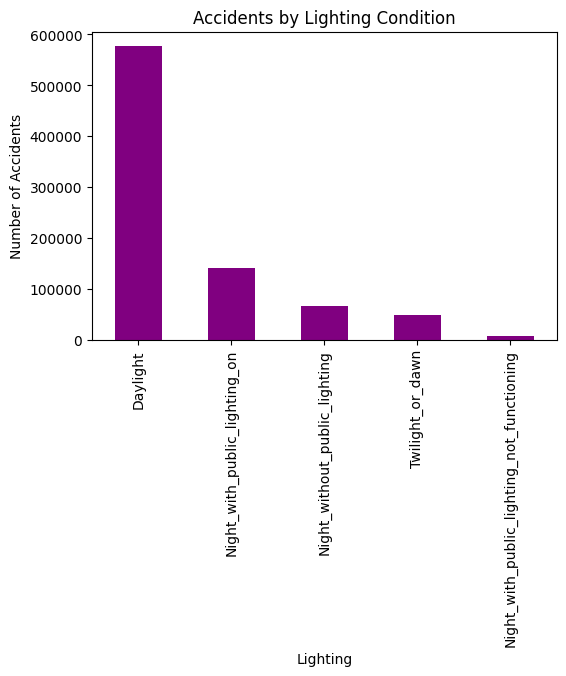 Accidents by Lighting Condition
Number of Accidents
600000
500000
400000
300000
200000
100000
0
Daylight
Night_with_public_lighting_on
Night_without_public_lighting
Twilight_or_dawn
Night_with_public_lighting_not_functioning
Lighting